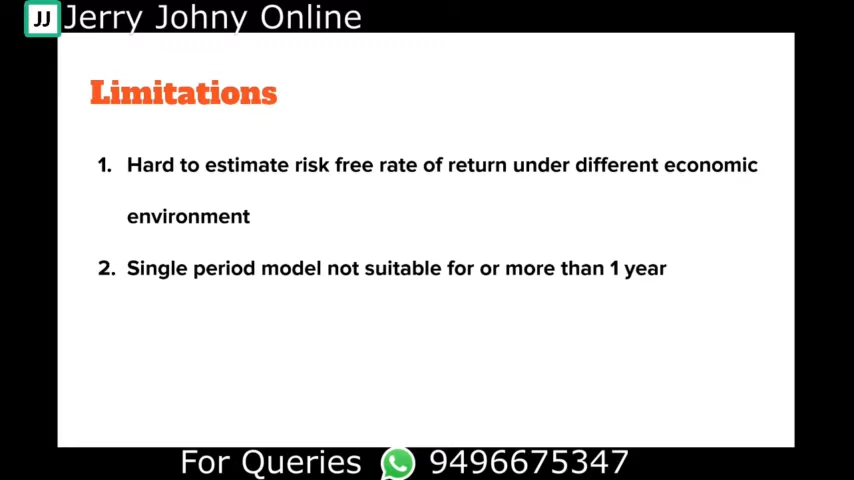 JJ Jerry Johny Online
Limitations
1. Hard to estimate risk free rate of return under different economic
environment
2. Single period model not suitable for or more than 1 year
For Queries 9496675347